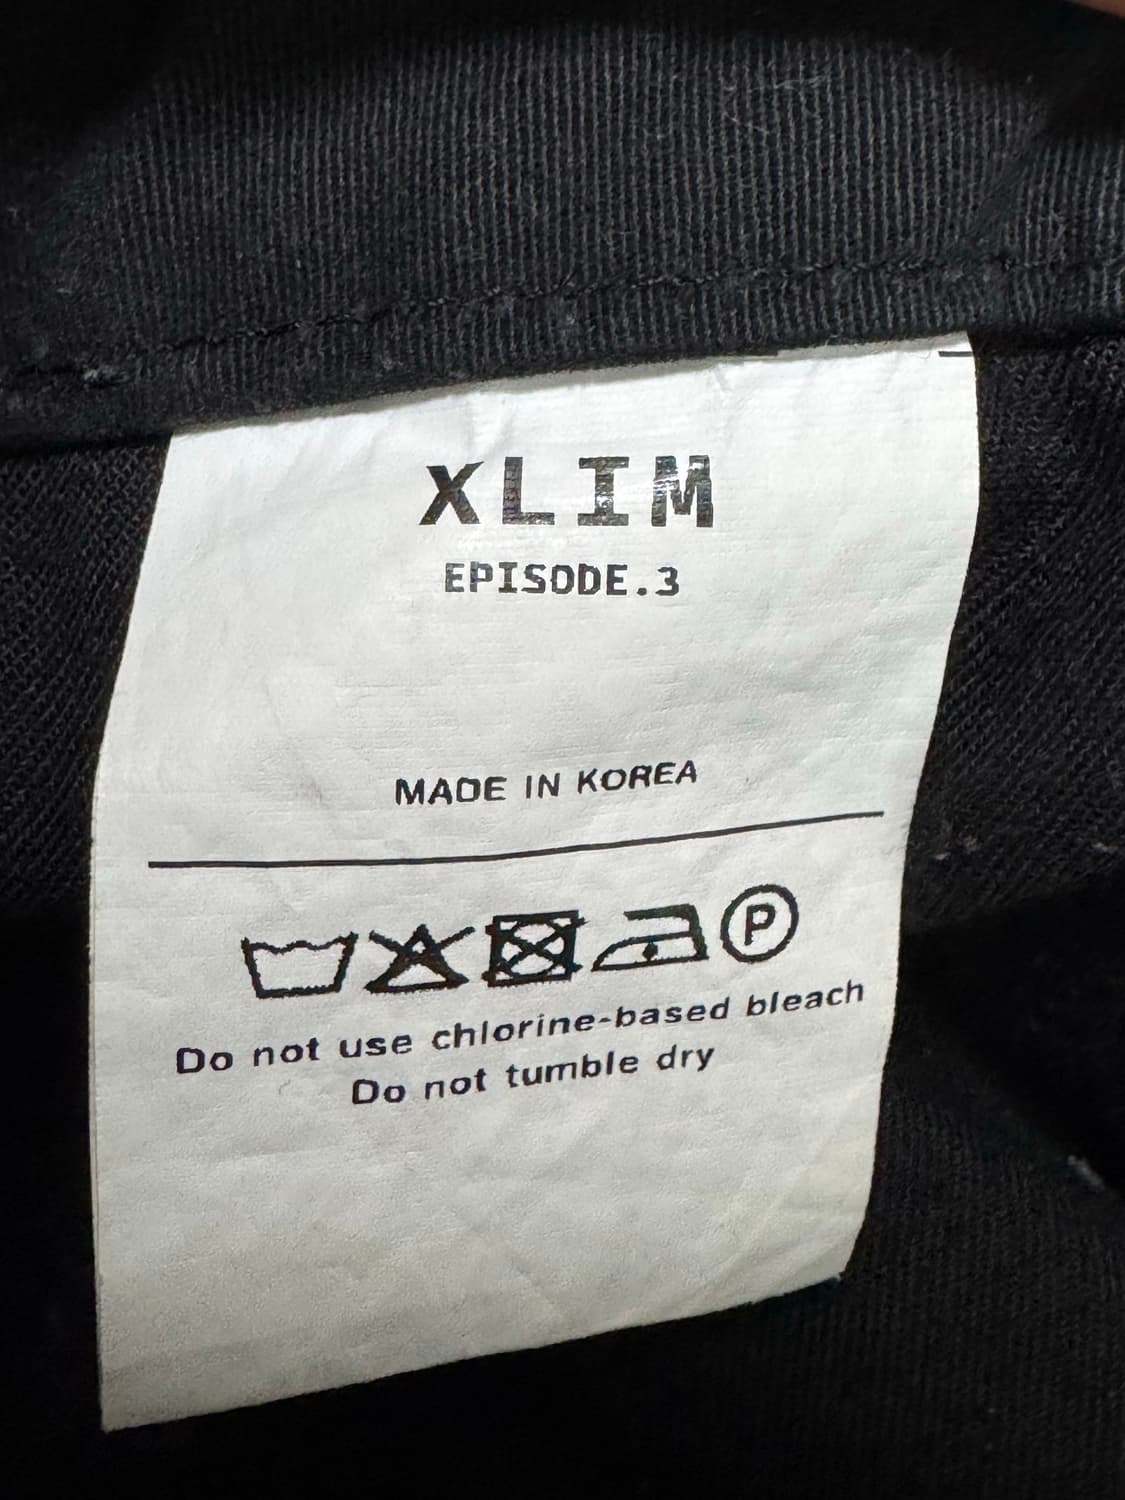 XLIM
EPISODE.3
MADE IN KOREA
P
Do not use chlorine-based bleach
Do not tumble dry